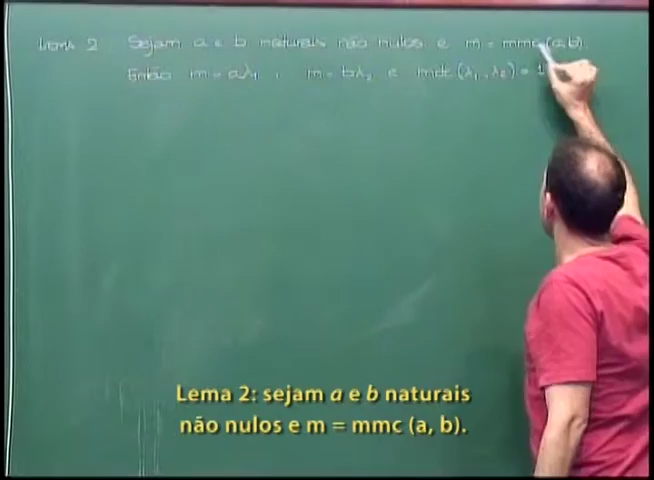 Lema 2 Sejam a e b naturais não nulos e m = mmc (a, b).
Então m = aλ₁ , m = bλ₂ e mdc (λ₁, λ₂) = 1
Lema 2: sejam a e b naturais
não nulos e m = mmc (a, b).